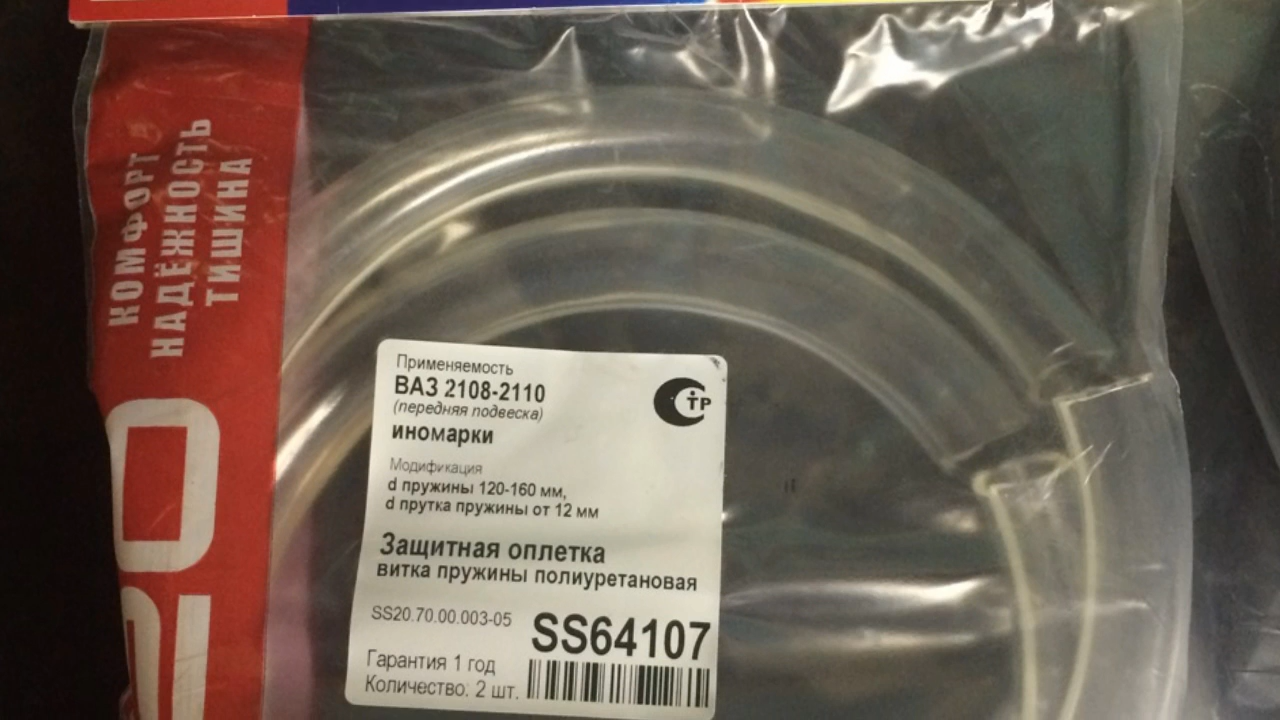 КОМФОРТ
НАДЁЖНОСТЬ
ТИШИНА
Применяемость
ВАЗ 2108-2110
(передняя подвеска)
иномарки
Модификация
d пружины 120-160 мм,
d прутка пружины от 12 мм
Защитная оплетка
витка пружины полиуретановая
SS20.70.00.003-05
SS64107
Гарантия 1 год
Количество: 2 шт.
СТР